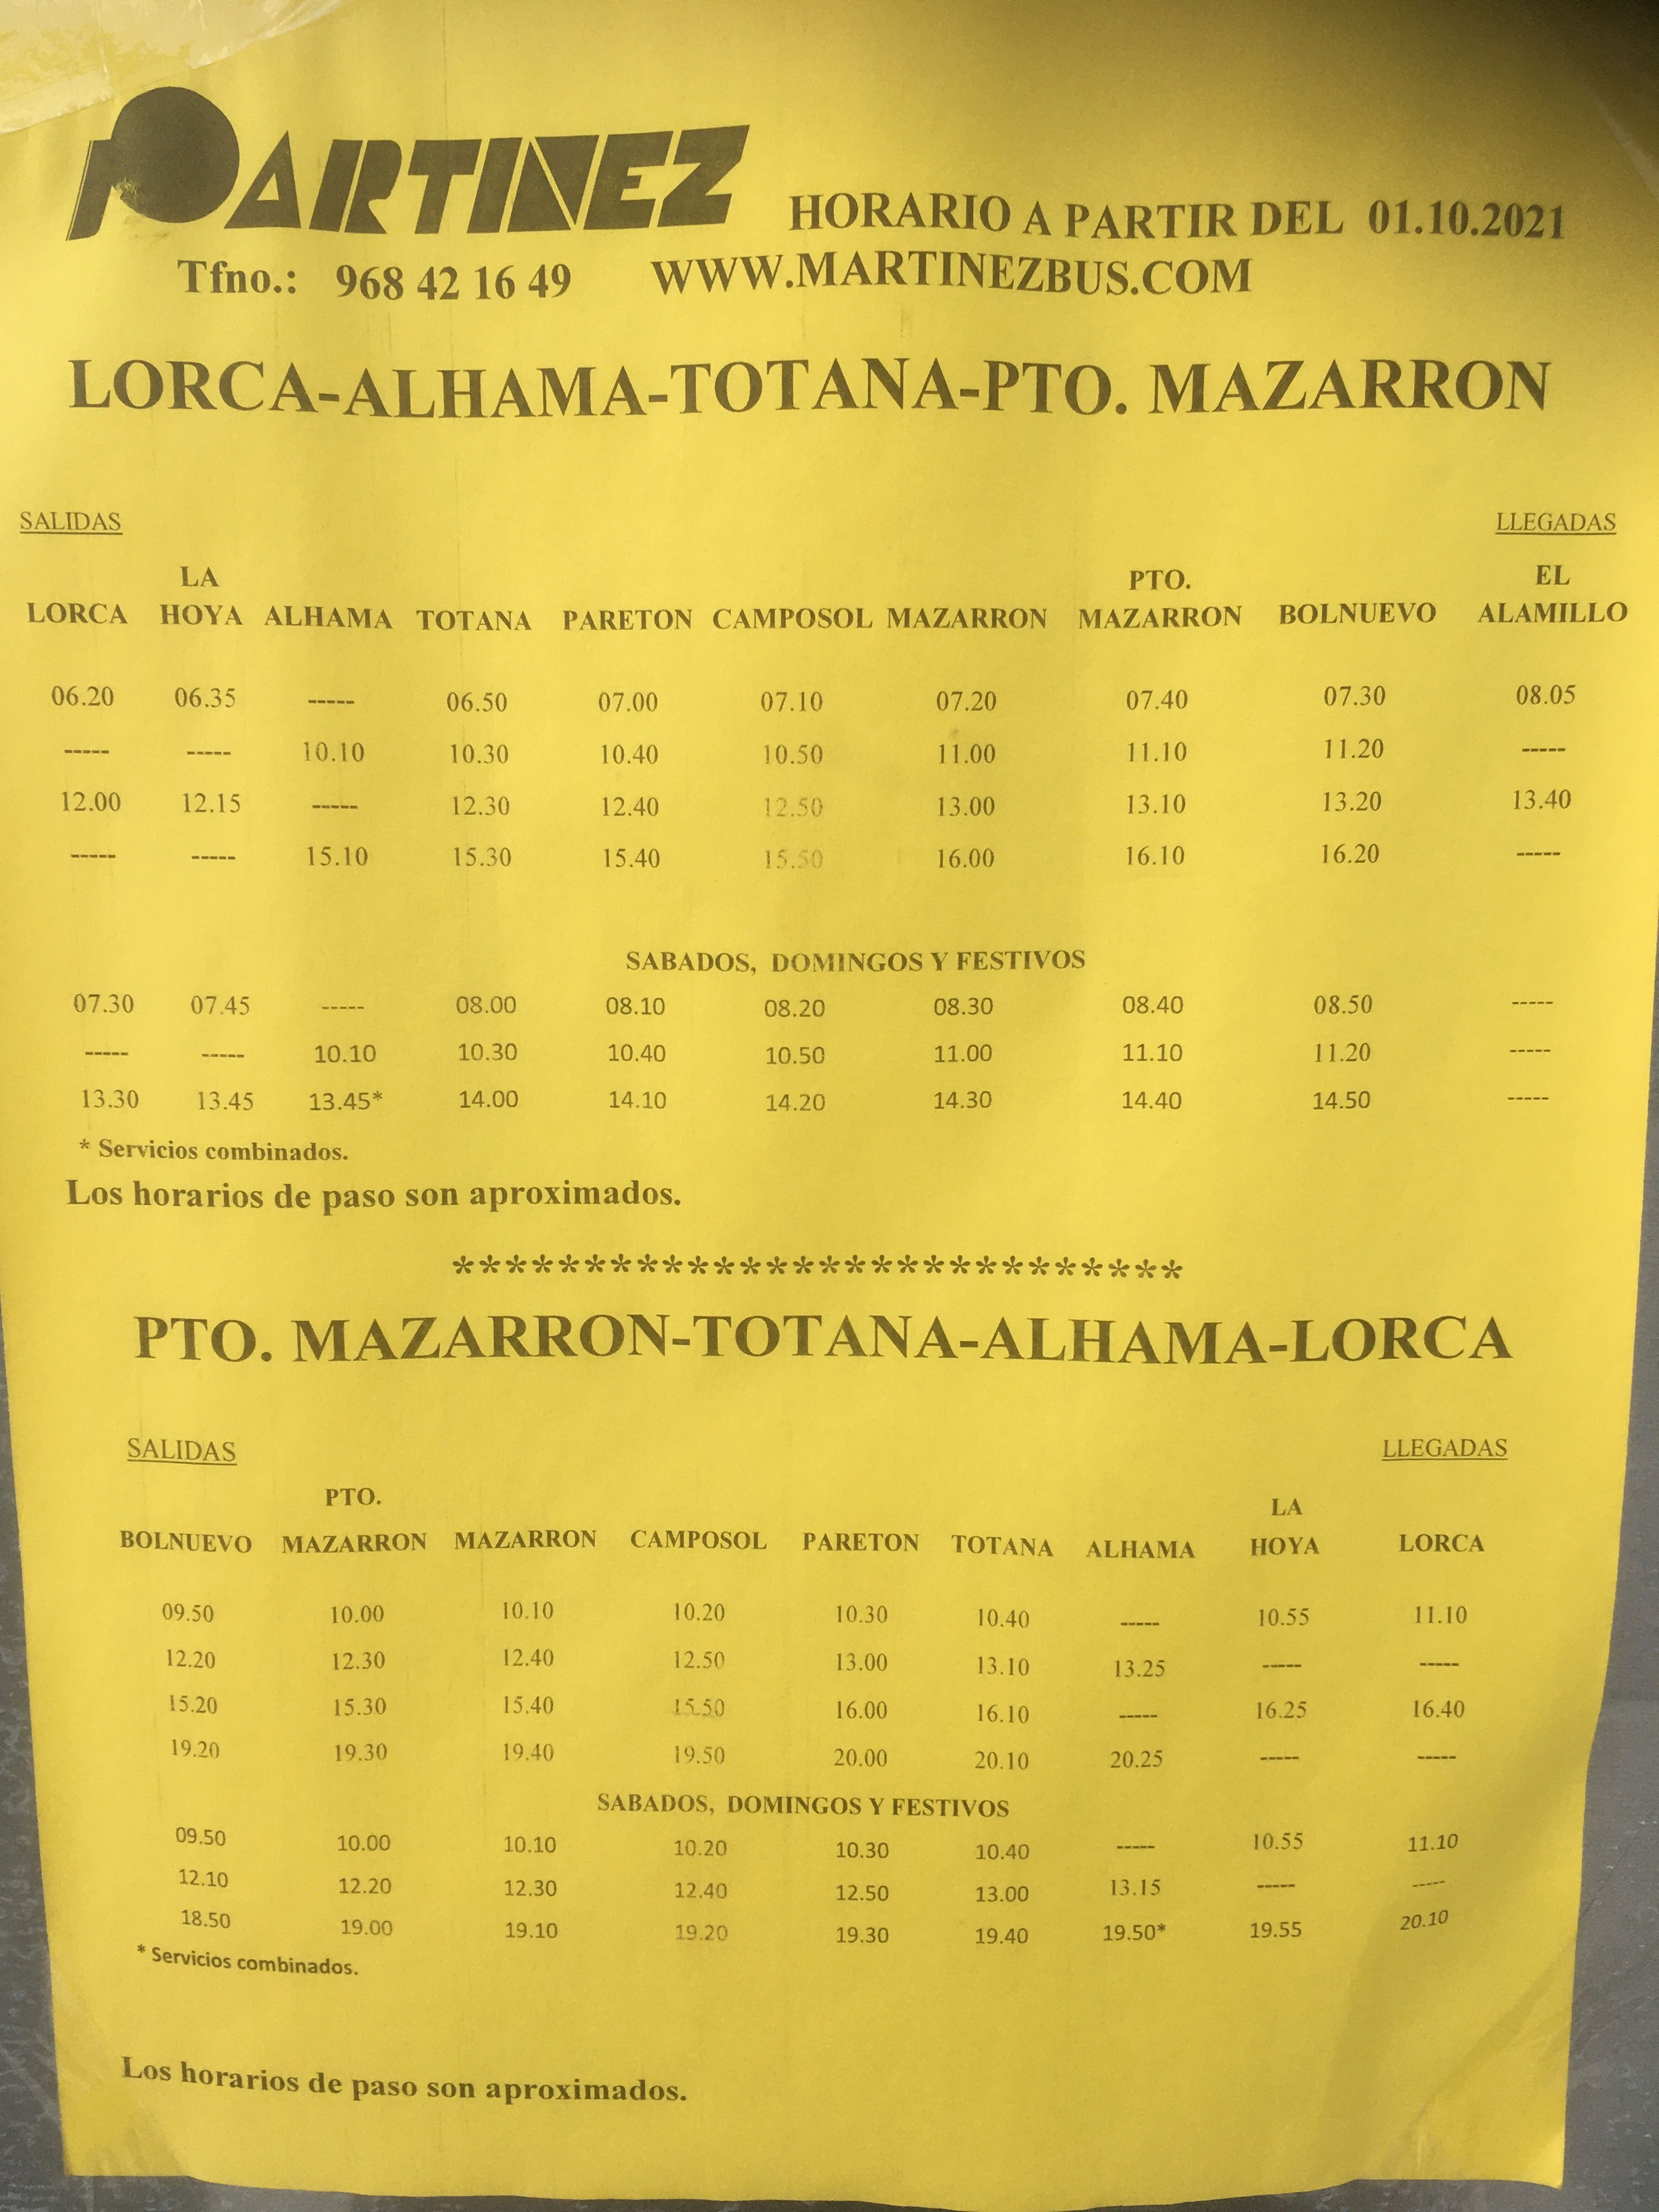 MARTINEZ HORARIO A PARTIR DEL 01.10.2021
Tfno.: 968 42 16 49 WWW.MARTINEZBUS.COM
LORCA-ALHAMA-TOTANA-PTO. MAZARRON
SALIDAS LLEGADAS
LA PTO. EL
LORCA HOYA ALHAMA TOTANA PARETON CAMPOSOL MAZARRON MAZARRON BOLNUEVO ALAMILLO
06.20 06.35 ----- 06.50 07.00 07.10 07.20 07.40 07.30 08.05
----- ----- 10.10 10.30 10.40 10.50 11.00 11.10 11.20 -----
12.00 12.15 ----- 12.30 12.40 12.50 13.00 13.10 13.20 13.40
----- ----- 15.10 15.30 15.40 15.50 16.00 16.10 16.20 -----
SABADOS, DOMINGOS Y FESTIVOS
07.30 07.45 ----- 08.00 08.10 08.20 08.30 08.40 08.50 -----
----- ----- 10.10 10.30 10.40 10.50 11.00 11.10 11.20 -----
13.30 13.45 13.45* 14.00 14.10 14.20 14.30 14.40 14.50 -----
* Servicios combinados.
Los horarios de paso son aproximados.
****************************
PTO. MAZARRON-TOTANA-ALHAMA-LORCA
SALIDAS LLEGADAS
PTO. LA
BOLNUEVO MAZARRON MAZARRON CAMPOSOL PARETON TOTANA ALHAMA HOYA LORCA
09.50 10.00 10.10 10.20 10.30 10.40 ----- 10.55 11.10
12.20 12.30 12.40 12.50 13.00 13.10 13.25 ----- -----
15.20 15.30 15.40 15.50 16.00 16.10 ----- 16.25 16.40
19.20 19.30 19.40 19.50 20.00 20.10 20.25 ----- -----
SABADOS, DOMINGOS Y FESTIVOS
09.50 10.00 10.10 10.20 10.30 10.40 ----- 10.55 11.10
12.10 12.20 12.30 12.40 12.50 13.00 13.15 ----- -----
18.50 19.00 19.10 19.20 19.30 19.40 19.50* 19.55 20.10
* Servicios combinados.
Los horarios de paso son aproximados.